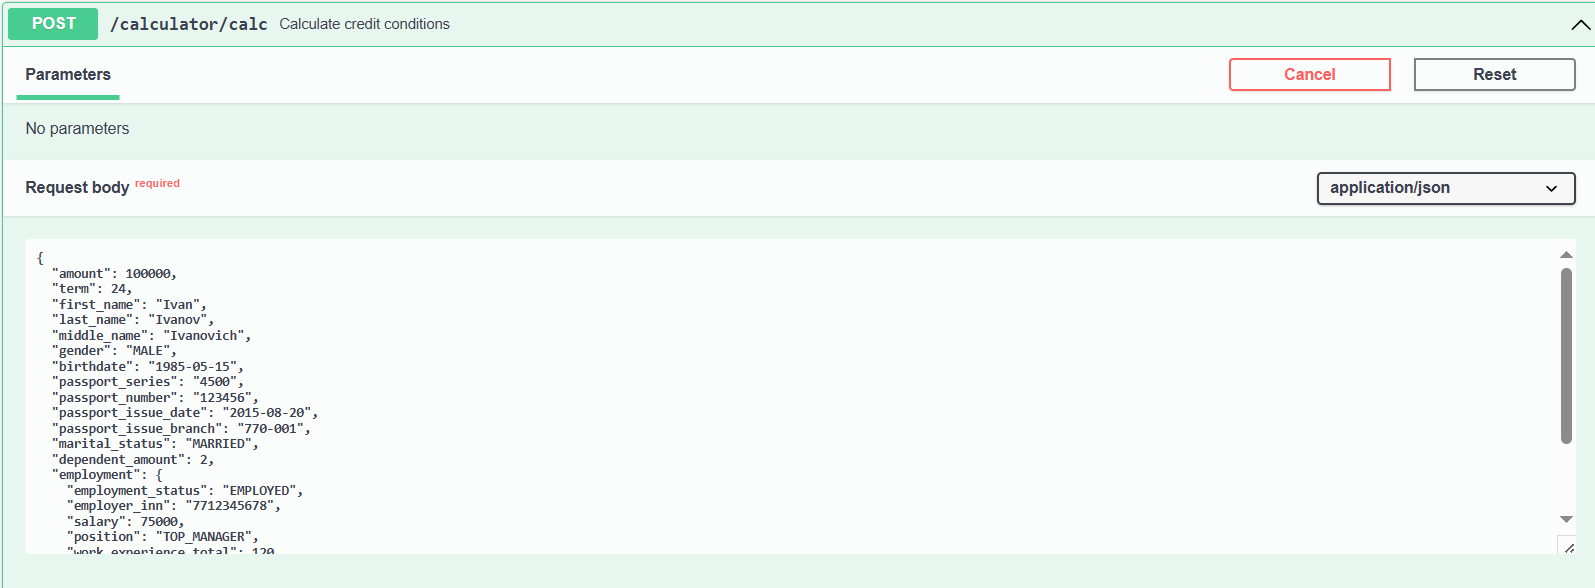 POST /calculator/calc Calculate credit conditions
Parameters Cancel Reset
No parameters
Request body required application/json
{
"amount": 100000,
"term": 24,
"first_name": "Ivan",
"last_name": "Ivanov",
"middle_name": "Ivanovich",
"gender": "MALE",
"birthdate": "1985-05-15",
"passport_series": "4500",
"passport_number": "123456",
"passport_issue_date": "2015-08-20",
"passport_issue_branch": "770-001",
"marital_status": "MARRIED",
"dependent_amount": 2,
"employment": {
"employment_status": "EMPLOYED",
"employer_inn": "7712345678",
"salary": 75000,
"position": "TOP_MANAGER",
"work_experience_total": 120